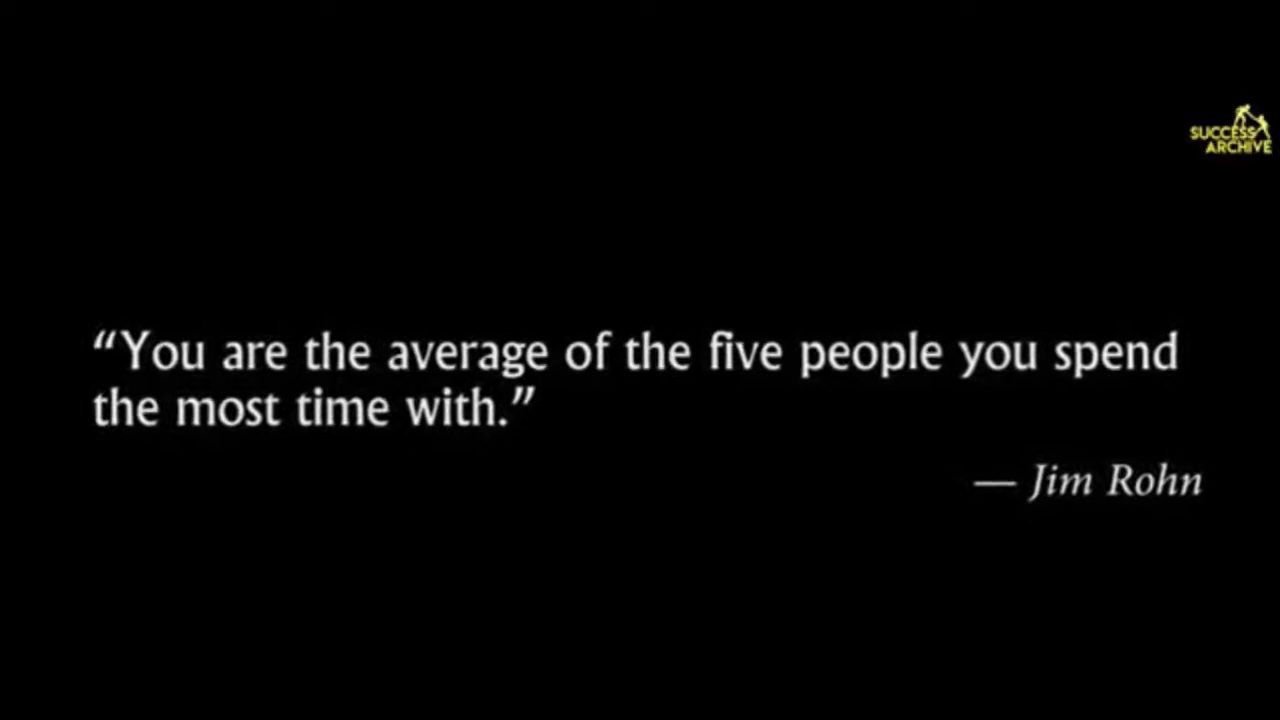 SUCCESS
ARCHIVE
“You are the average of the five people you spend
the most time with.”
— Jim Rohn